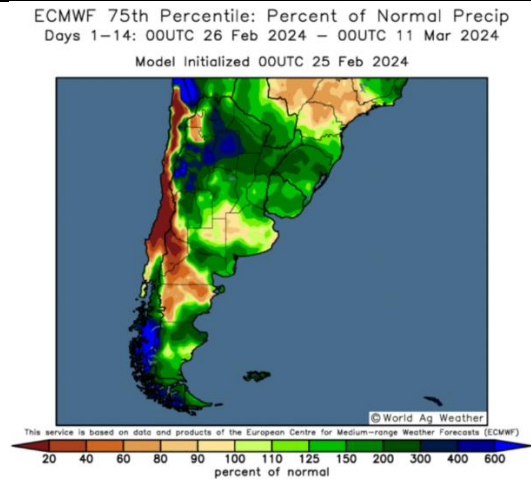 ECMWF 75th Percentile: Percent of Normal Precip
Days 1–14: 00UTC 26 Feb 2024 – 00UTC 11 Mar 2024
Model Initialized 00UTC 25 Feb 2024
© World Ag Weather
This service is based on data and products of the European Centre for Medium-range Weather Forecasts (ECMWF)
20 40 60 80 90 100 110 125 150 200 300 400 600
percent of normal